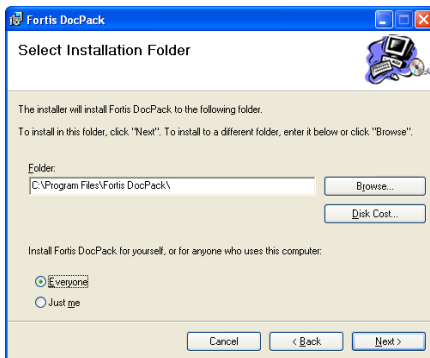 Fortis DocPack
Select Installation Folder
The installer will install Fortis DocPack to the following folder.
To install in this folder, click "Next". To install to a different folder, enter it below or click "Browse".
Folder:
C:\Program Files\Fortis DocPack\
Browse...
Disk Cost...
Install Fortis DocPack for yourself, or for anyone who uses this computer:
Everyone
Just me
Cancel
< Back
Next >